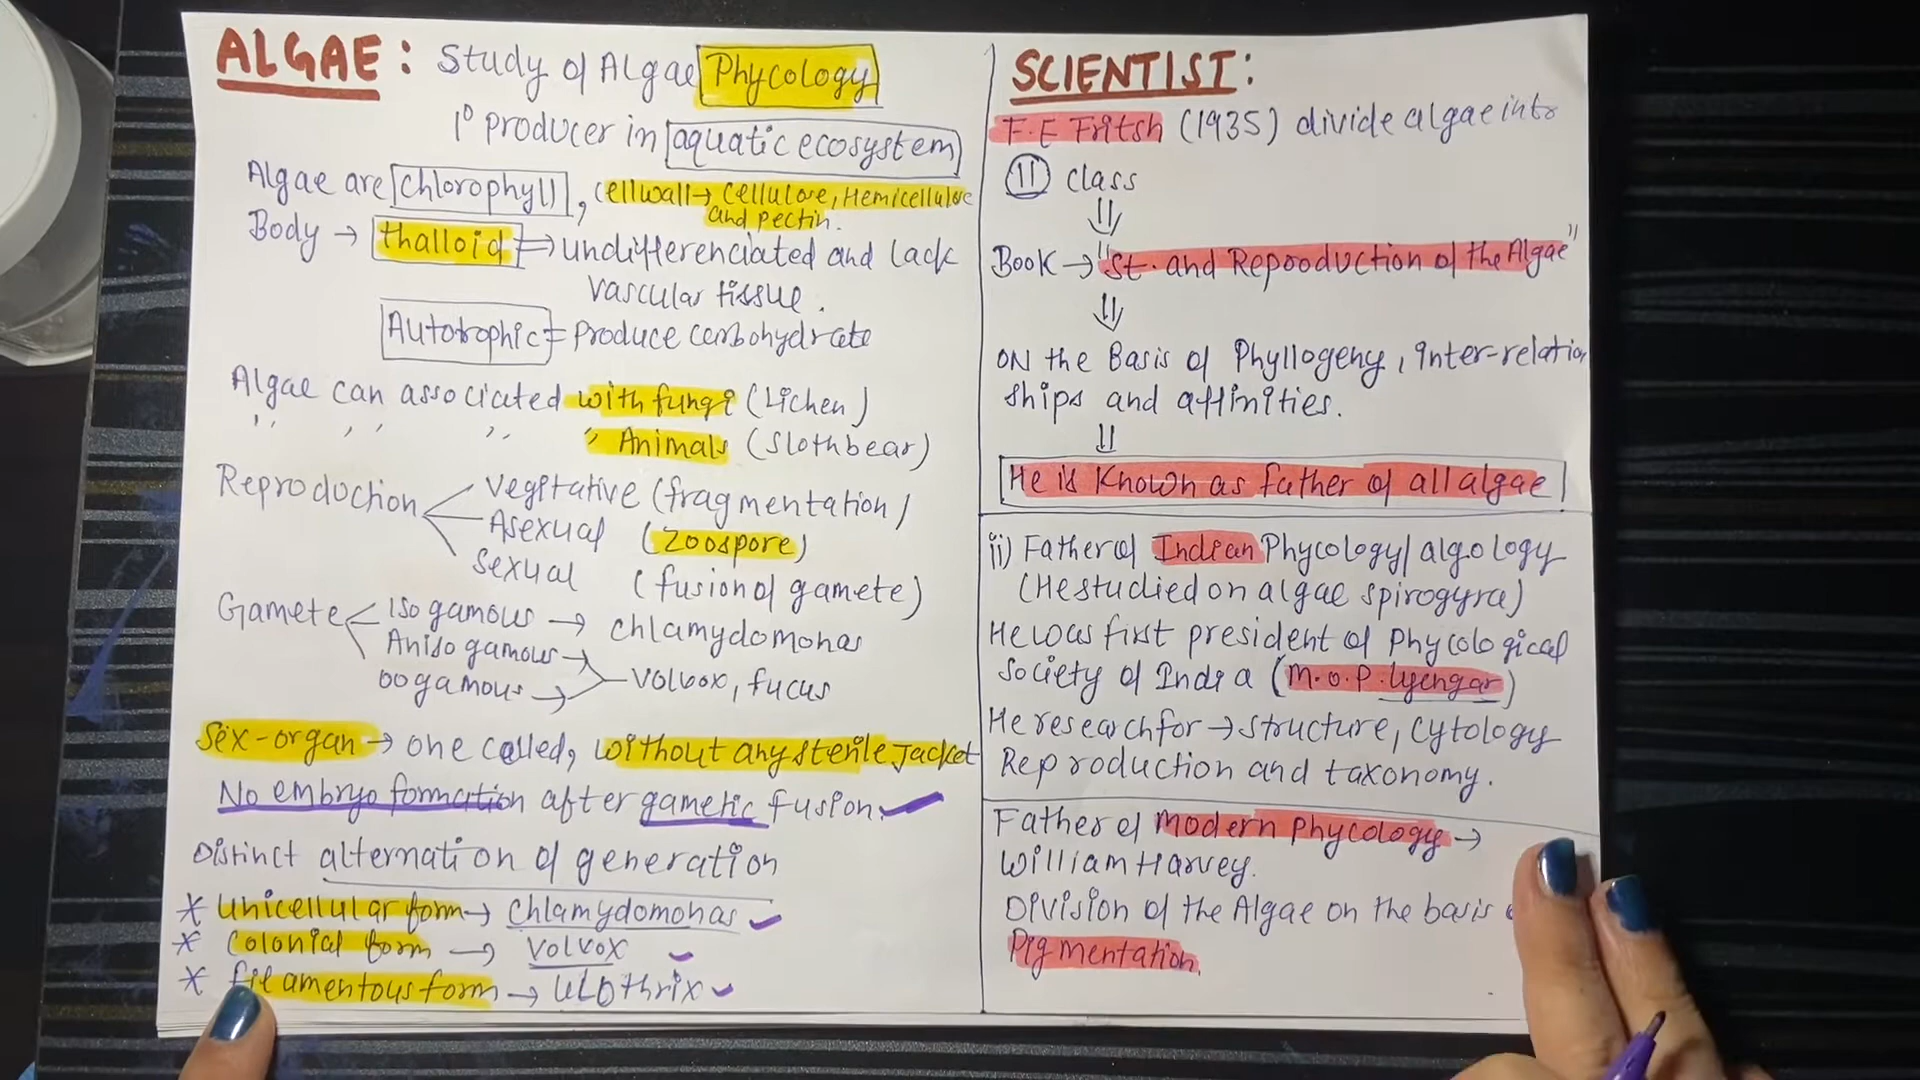 ALGAE: Study of Algae Phycology
1° producer in aquatic ecosystem
Algae are chlorophyll, cellwall→ cellulose, Hemicellulose
and pectin.
Body → thalloid ⇒ undifferenciated and lack
vascular tissue.
Autotrophic = Produce carbohydrate
Algae can associated with fungi (Lichen)
" " " " Animals (Slothbear)
Reproduction
Vegitative (fragmentation/
Asexual (Zoospore)
Sexual (fusion of gamete)
Gamete
Iso gamous → chlamydomonas
Aniso gamous →
oogamous → volvox, fucus
Sex-organ → one celled, without any sterile Jacket
No embryo formation after gametic fusion.
Distinct alternation of generation
* Unicellular form → Chlamydomonas
* Colonial form → Volvox
* filamentous form → Ulothrix
SCIENTIST:
F.E Fritsh (1935) divide algae into
11 class
⇓
Book → "St. and Reprooduction of the Algae"
⇓
ON the Basis of Phyllogeny, inter-relation
ships and affinities.
⇓
He is Known as father of all algae
ii) Father of Indian Phycology/algology
(He studied on algae spirogyra)
He was first president of Phycological
Society of India (M.O.P. Iyengar)
He research for → structure, cytology
Reproduction and taxonomy.
Father of Modern Phycology →
William Harvey.
Division of the Algae on the basis
Pigmentation.